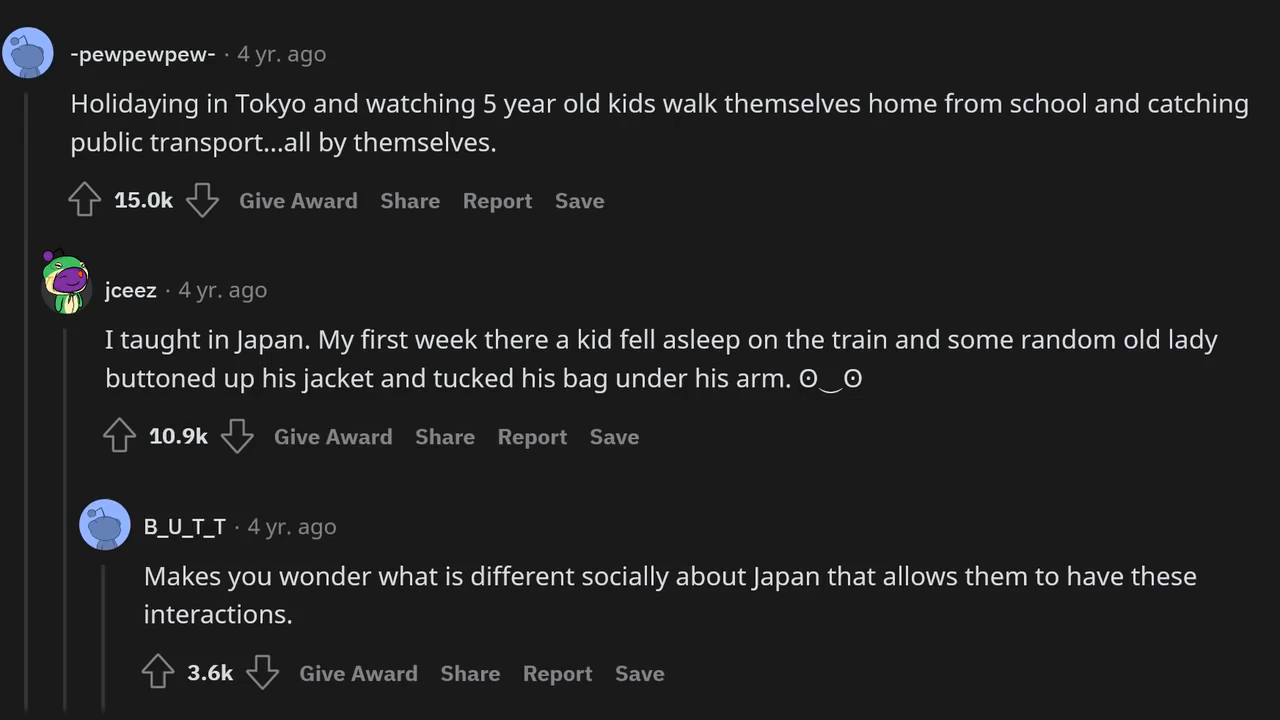 -pewpewpew- · 4 yr. ago
Holidaying in Tokyo and watching 5 year old kids walk themselves home from school and catching
public transport...all by themselves.
15.0k Give Award Share Report Save
jceez · 4 yr. ago
I taught in Japan. My first week there a kid fell asleep on the train and some random old lady
buttoned up his jacket and tucked his bag under his arm. ʘ‿ʘ
10.9k Give Award Share Report Save
B_U_T_T · 4 yr. ago
Makes you wonder what is different socially about Japan that allows them to have these
interactions.
3.6k Give Award Share Report Save